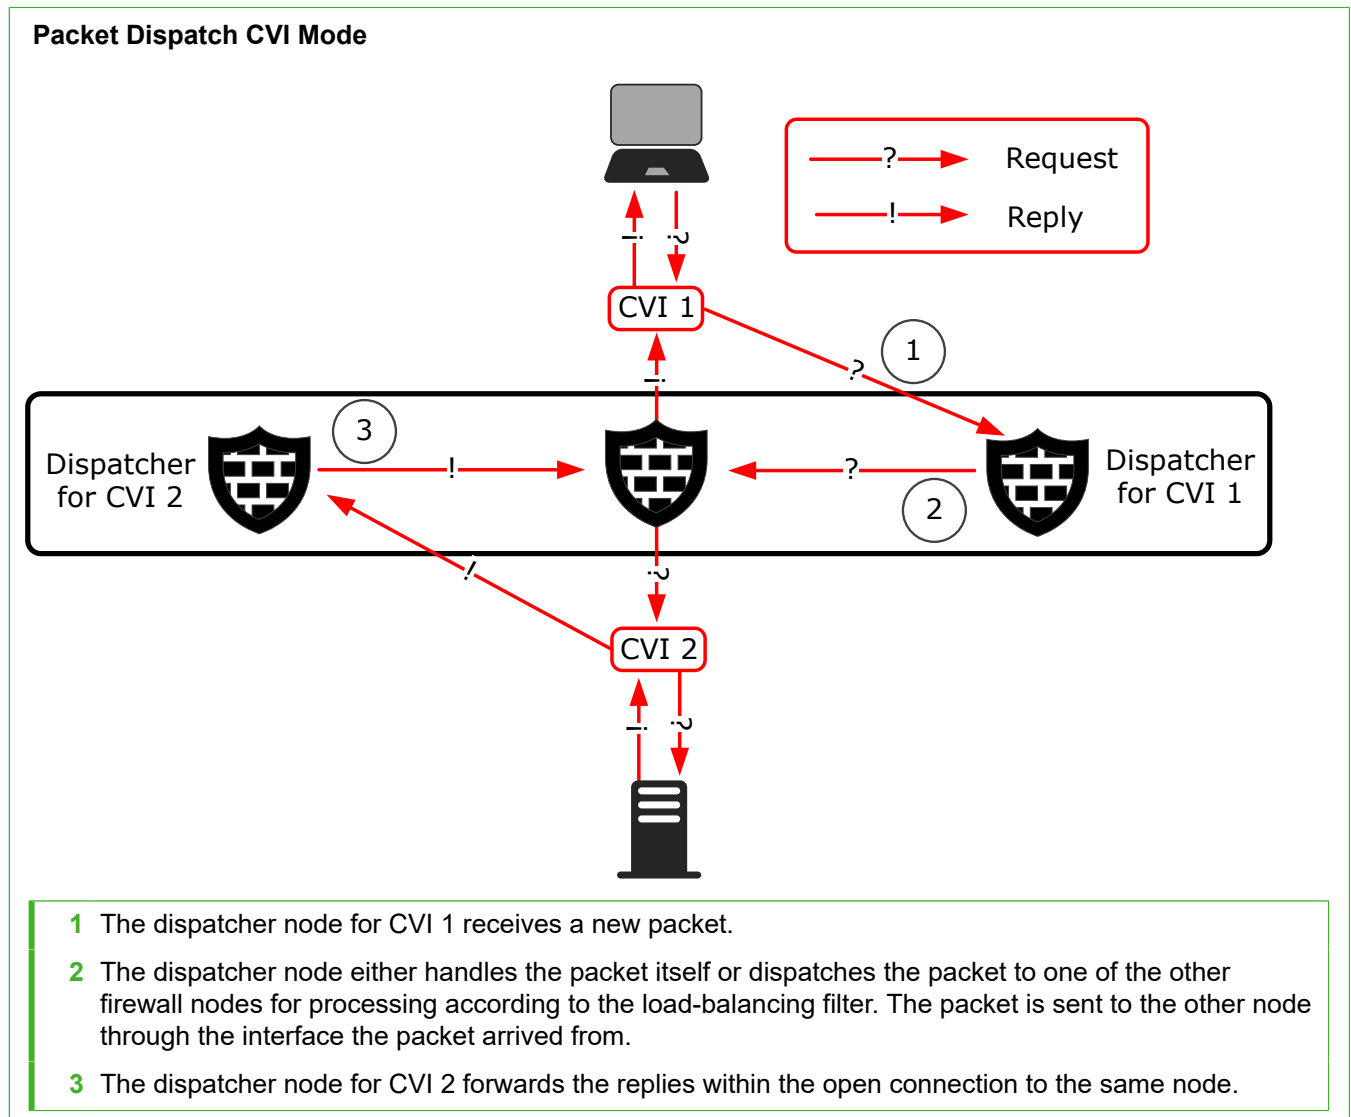 Packet Dispatch CVI Mode
? Request
! Reply
! ?
CVI 1
? 1
!
3
Dispatcher
for CVI 2
!
?
Dispatcher
for CVI 1
2
! ?
CVI 2
! ?
1 The dispatcher node for CVI 1 receives a new packet.
2 The dispatcher node either handles the packet itself or dispatches the packet to one of the other
firewall nodes for processing according to the load-balancing filter. The packet is sent to the other node
through the interface the packet arrived from.
3 The dispatcher node for CVI 2 forwards the replies within the open connection to the same node.